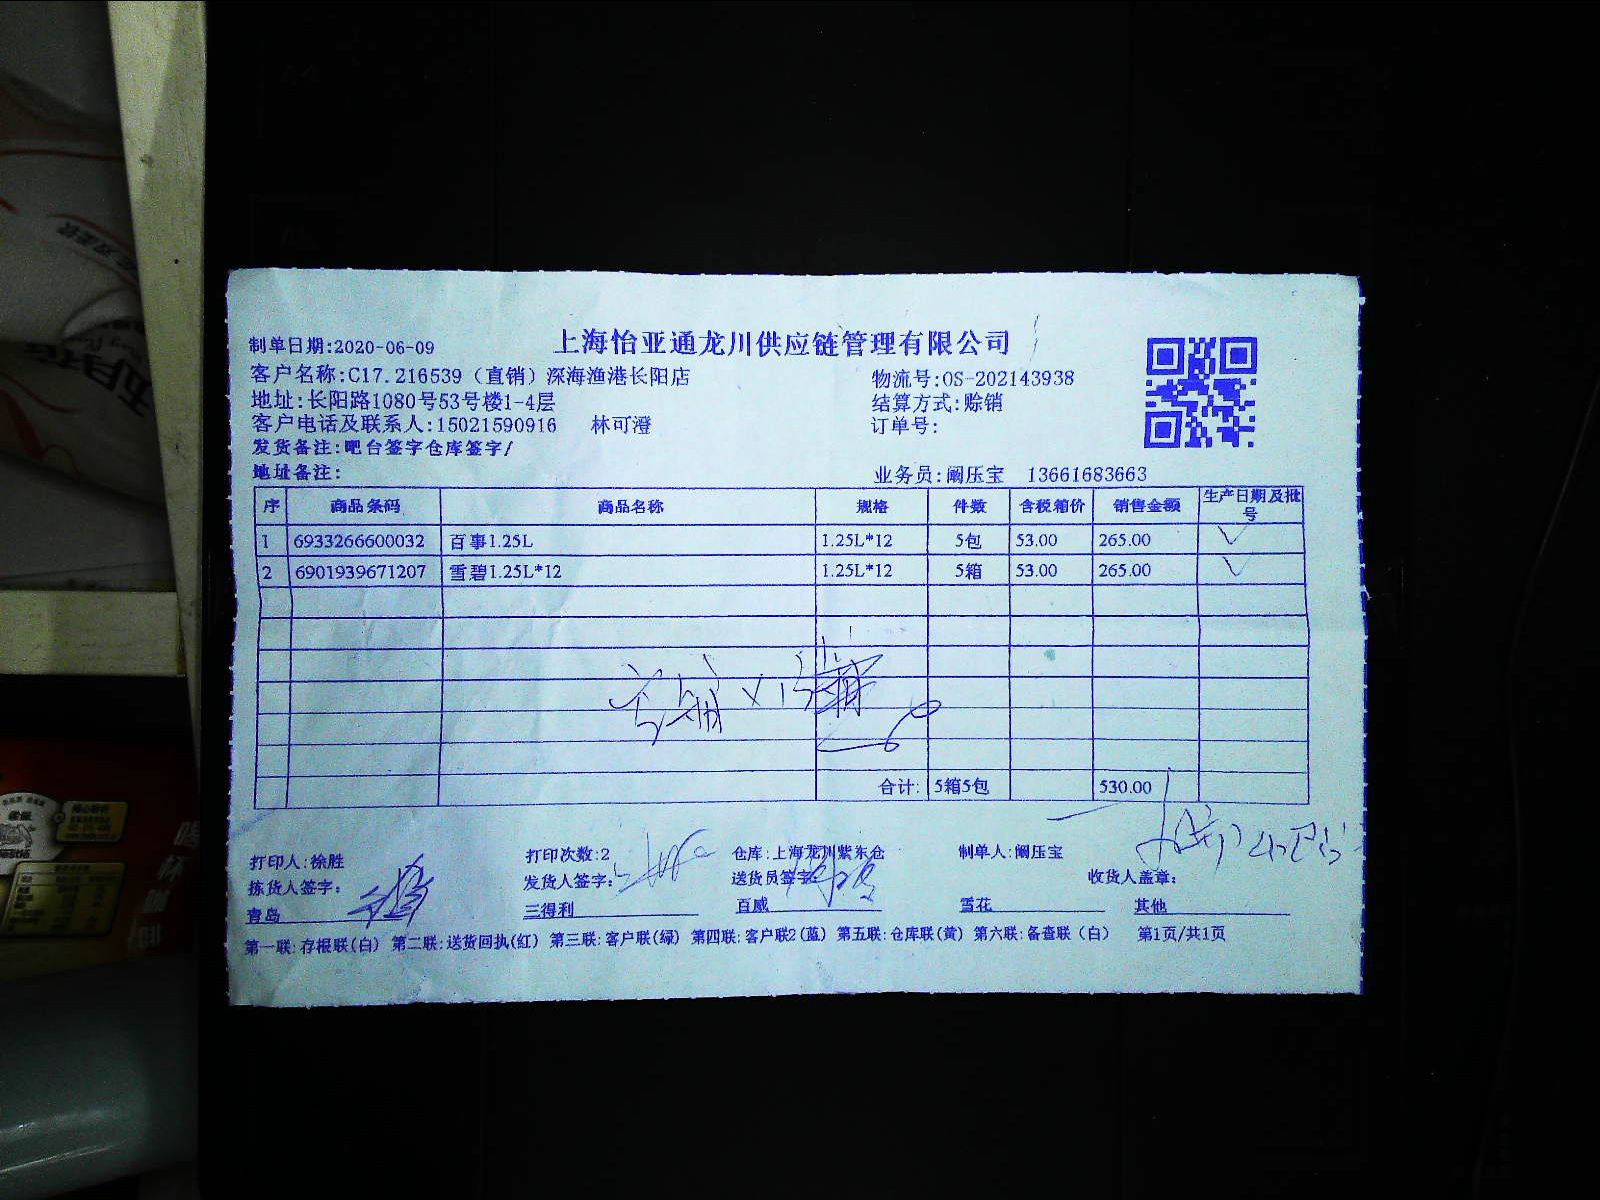 上海怡亚通龙川供应链管理有限公司
制单日期:2020-06-09
客户名称:C17.216539（直销）深海渔港长阳店 物流号:OS-202143938
地址:长阳路1080号53号楼1-4层 结算方式:赊销
客户电话及联系人:15021590916 林可澄 订单号:
发货备注:吧台签字仓库签字/
地址备注: 业务员:阚压宝 13661683663
序 商品条码 商品名称 规格 件数 含税箱价 销售金额 生产日期及批号
1 6933266600032 百事1.25L 1.25L*12 5包 53.00 265.00
2 6901939671207 雪碧1.25L*12 1.25L*12 5箱 53.00 265.00
合计: 5箱5包 530.00
打印人:徐胜 打印次数:2 仓库:上海龙川紫东仓 制单人:阚压宝
拣货人签字: 发货人签字: 送货员签字: 收货人盖章:
青岛 三得利 百威 雪花 其他
第一联:存根联(白) 第二联:送货回执(红) 第三联:客户联(绿) 第四联:客户联2(蓝) 第五联:仓库联(黄) 第六联:备查联（白） 第1页/共1页